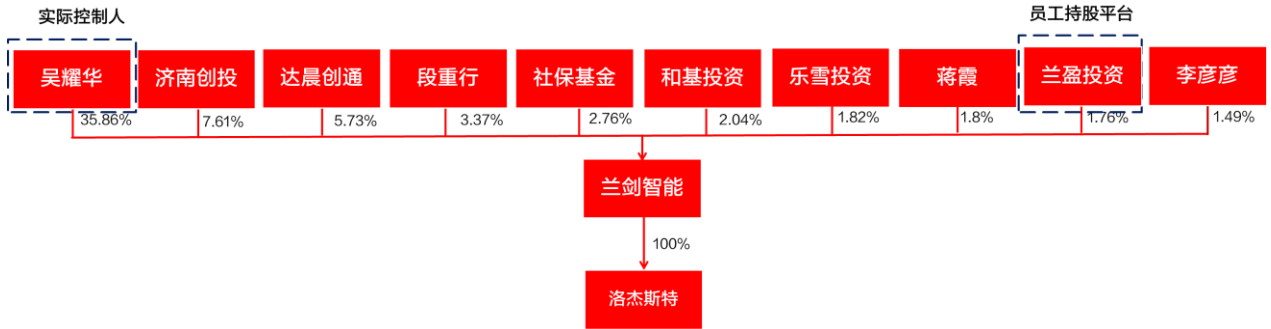 实际控制人
员工持股平台
吴耀华
济南创投
达晨创通
段重行
社保基金
和基投资
乐雪投资
蒋霞
兰盈投资
李彦彦
35.86%
7.61%
5.73%
3.37%
2.76%
2.04%
1.82%
1.8%
1.76%
1.49%
兰剑智能
100%
洛杰斯特